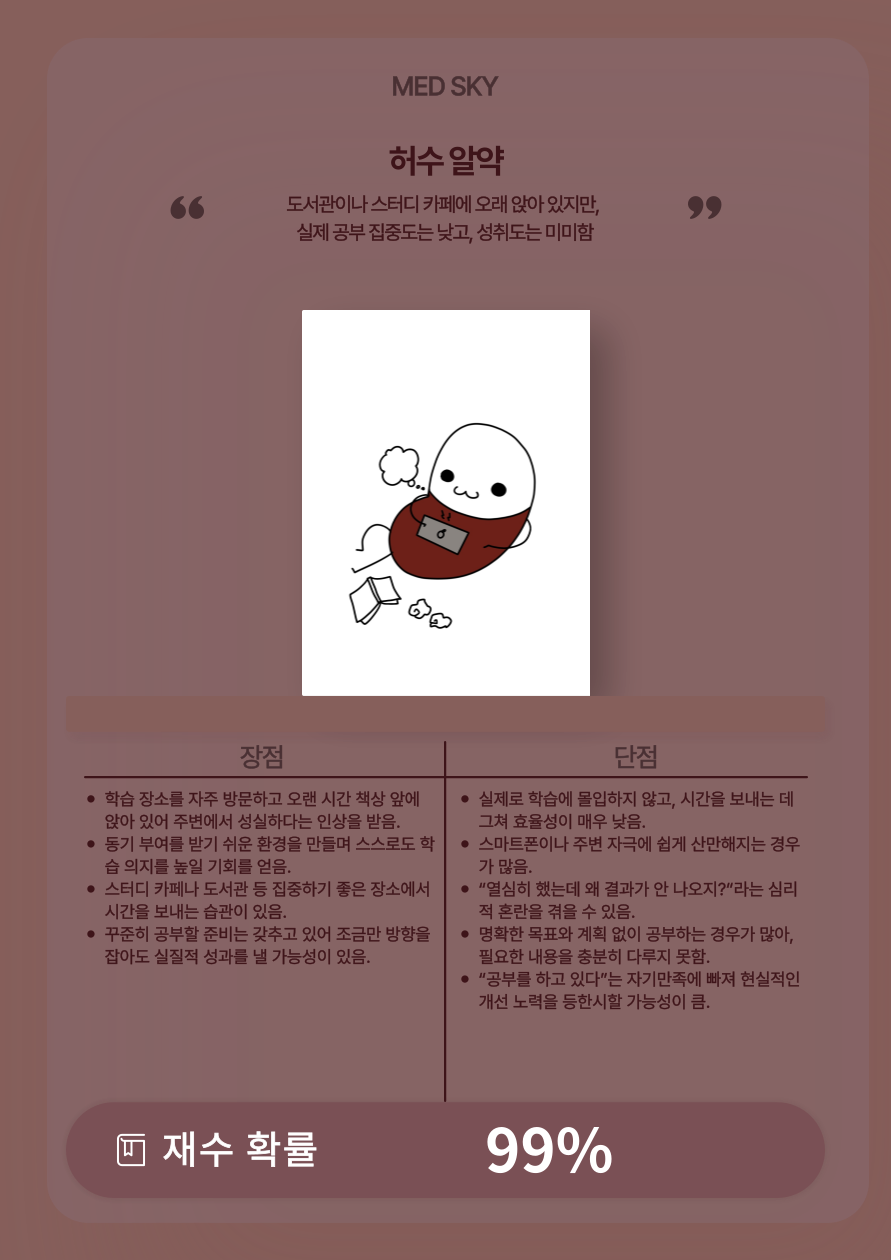 MED SKY
허수 알약
“ 도서관이나 스터디 카페에 오래 앉아 있지만, ”
실제 공부 집중도는 낮고, 성취도는 미미함
장점
• 학습 장소를 자주 방문하고 오랜 시간 책상 앞에
앉아 있어 주변에서 성실하다는 인상을 받음.
• 동기 부여를 받기 쉬운 환경을 만들며 스스로도 학
습 의지를 높일 기회를 얻음.
• 스터디 카페나 도서관 등 집중하기 좋은 장소에서
시간을 보내는 습관이 있음.
• 꾸준히 공부할 준비는 갖추고 있어 조금만 방향을
잡아도 실질적 성과를 낼 가능성이 있음.
단점
• 실제로 학습에 몰입하지 않고, 시간을 보내는 데
그쳐 효율성이 매우 낮음.
• 스마트폰이나 주변 자극에 쉽게 산만해지는 경우
가 많음.
• “열심히 했는데 왜 결과가 안 나오지?”라는 심리
적 혼란을 겪을 수 있음.
• 명확한 목표와 계획 없이 공부하는 경우가 많아,
필요한 내용을 충분히 다루지 못함.
• “공부를 하고 있다”는 자기만족에 빠져 현실적인
개선 노력을 등한시할 가능성이 큼.
재수 확률 99%